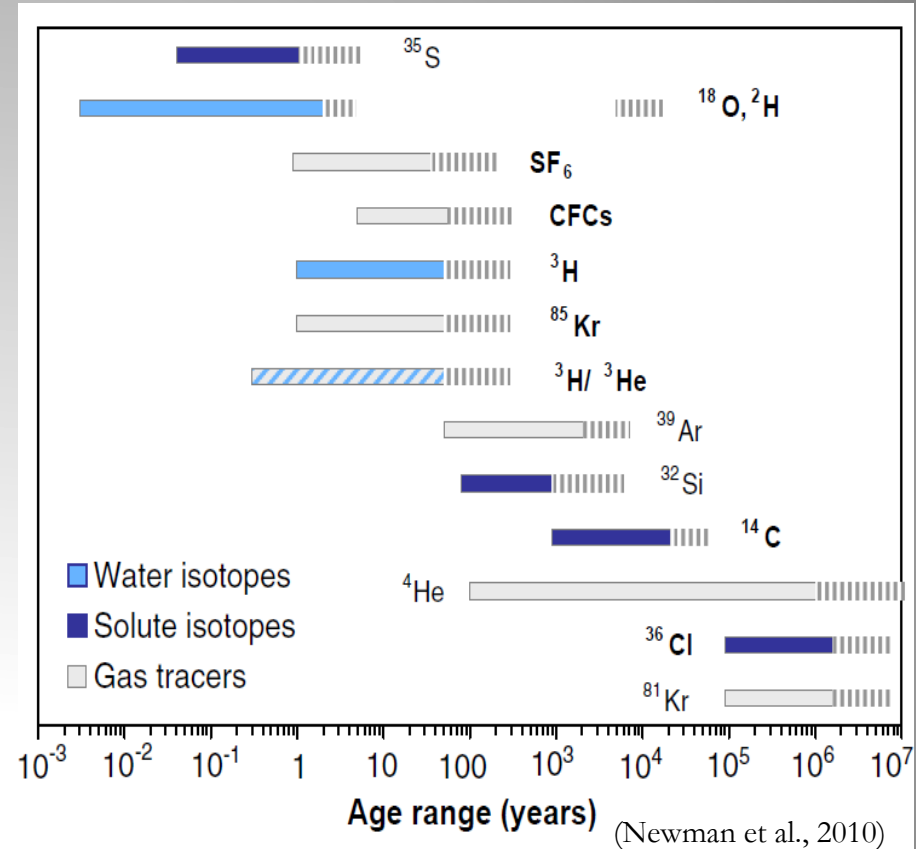 ³⁵S
¹⁸O, ²H
SF₆
CFCs
³H
⁸⁵Kr
³H/ ³He
³⁹Ar
³²Si
¹⁴C
Water isotopes
⁴He
Solute isotopes
³⁶Cl
Gas tracers
⁸¹Kr
10⁻³ 10⁻² 10⁻¹ 1 10 100 10³ 10⁴ 10⁵ 10⁶ 10⁷
Age range (years) (Newman et al., 2010)